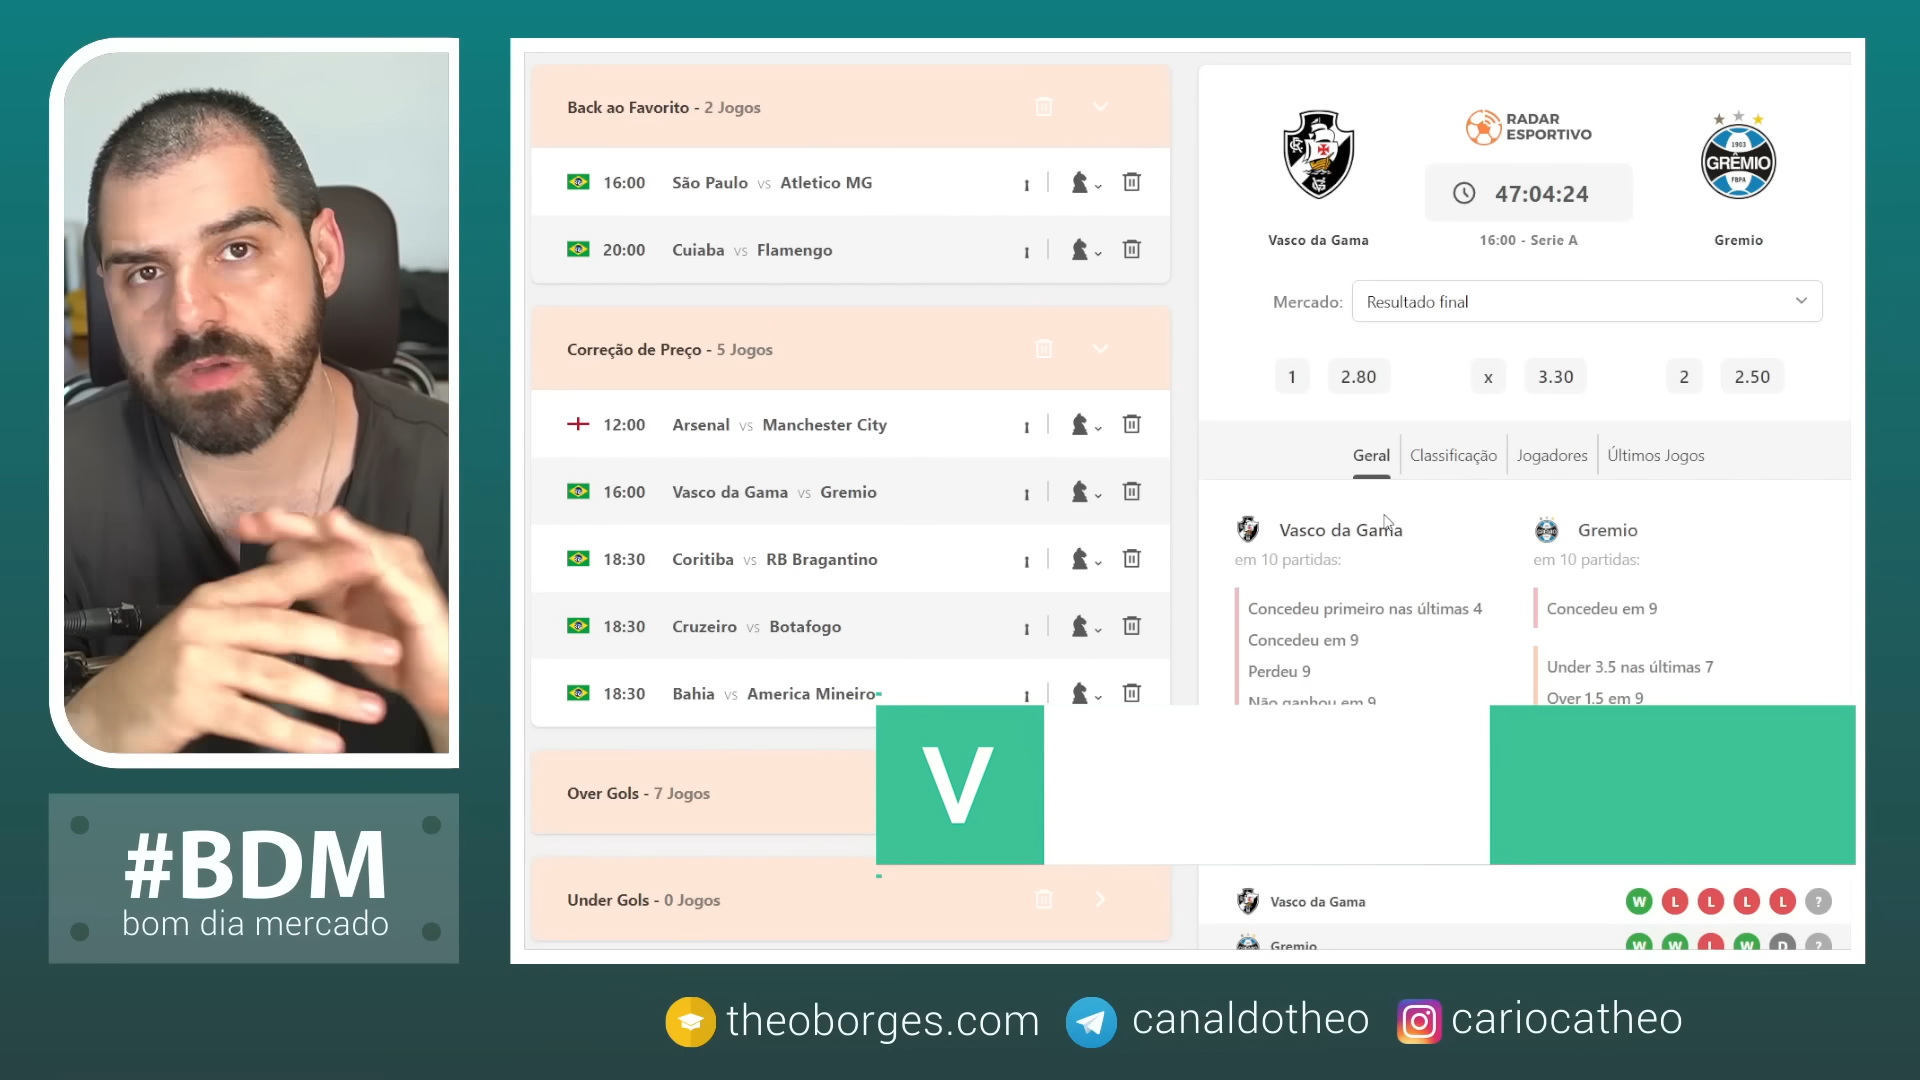 Back ao Favorito - 2 Jogos
16:00 São Paulo vs Atletico MG
20:00 Cuiaba vs Flamengo
Correção de Preço - 5 Jogos
12:00 Arsenal vs Manchester City
16:00 Vasco da Gama vs Gremio
18:30 Coritiba vs RB Bragantino
18:30 Cruzeiro vs Botafogo
18:30 Bahia vs America Mineiro
Over Gols - 7 Jogos
Under Gols - 0 Jogos
RADAR
ESPORTIVO
1903
GRÊMIO
FBPA
47:04:24
Vasco da Gama
16:00 - Serie A
Gremio
Mercado: Resultado final
1 2.80 x 3.30 2 2.50
Geral Classificação Jogadores Últimos Jogos
Vasco da Gama
em 10 partidas:
Concedeu primeiro nas últimas 4
Concedeu em 9
Perdeu 9
Não ganhou em 9
Gremio
em 10 partidas:
Concedeu em 9
Under 3.5 nas últimas 7
Over 1.5 em 9
V
Vasco da Gama W L L L L ?
Gremio W W L W D ?
#BDM
bom dia mercado
theoborges.com canaldotheo cariocatheo